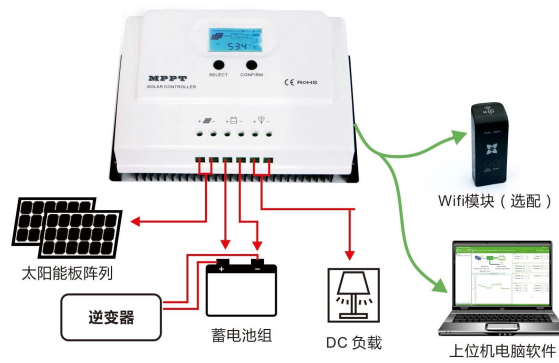 534
MPPT
SOLAR CONTROLLER
SELECT
CONFIRM
CE ROHS
+ - + - + -
wifi
Wifi模块（选配）
太阳能板阵列
逆变器
+ -
蓄电池组
DC 负载
上位机电脑软件